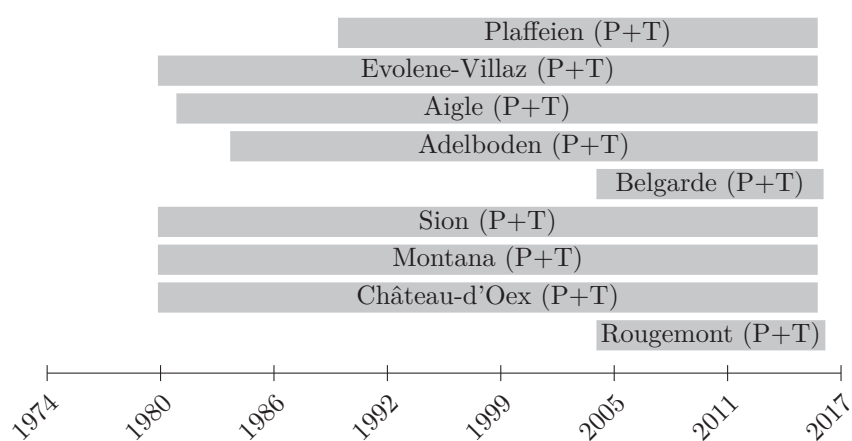 Plaffeien (P+T)
Evolene-Villaz (P+T)
Aigle (P+T)
Adelboden (P+T)
Belgarde (P+T)
Sion (P+T)
Montana (P+T)
Château-d'Oex (P+T)
Rougemont (P+T)
1974 1980 1986 1992 1999 2005 2011 2017